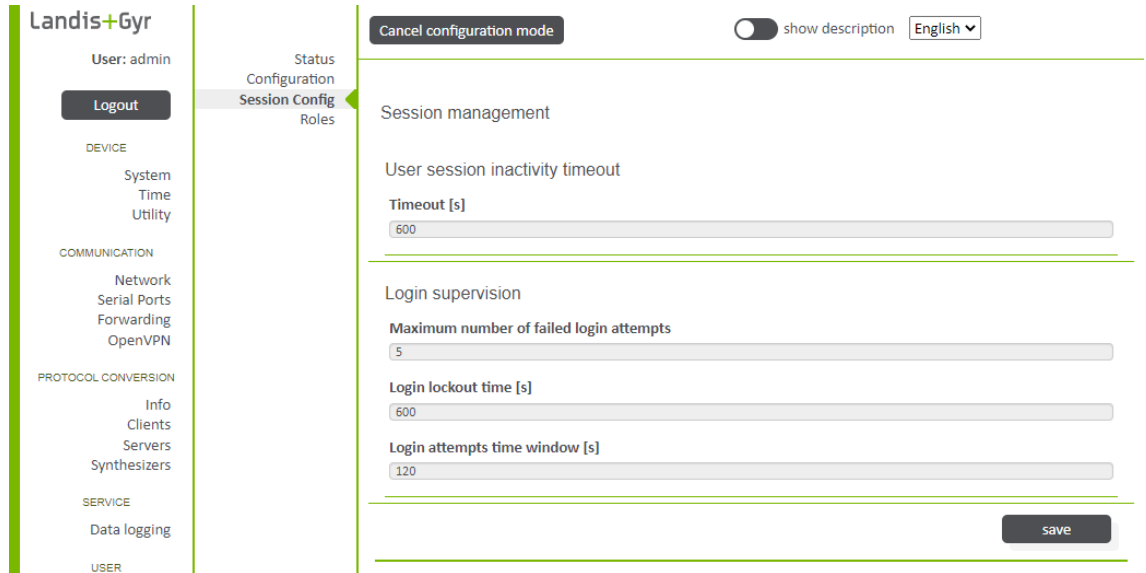 Landis+Gyr
User: admin
Logout
DEVICE
System
Time
Utility
COMMUNICATION
Network
Serial Ports
Forwarding
OpenVPN
PROTOCOL CONVERSION
Info
Clients
Servers
Synthesizers
SERVICE
Data logging
USER
Status
Configuration
Session Config
Roles
Cancel configuration mode
show description
English
Session management
User session inactivity timeout
Timeout [s]
600
Login supervision
Maximum number of failed login attempts
5
Login lockout time [s]
600
Login attempts time window [s]
120
save